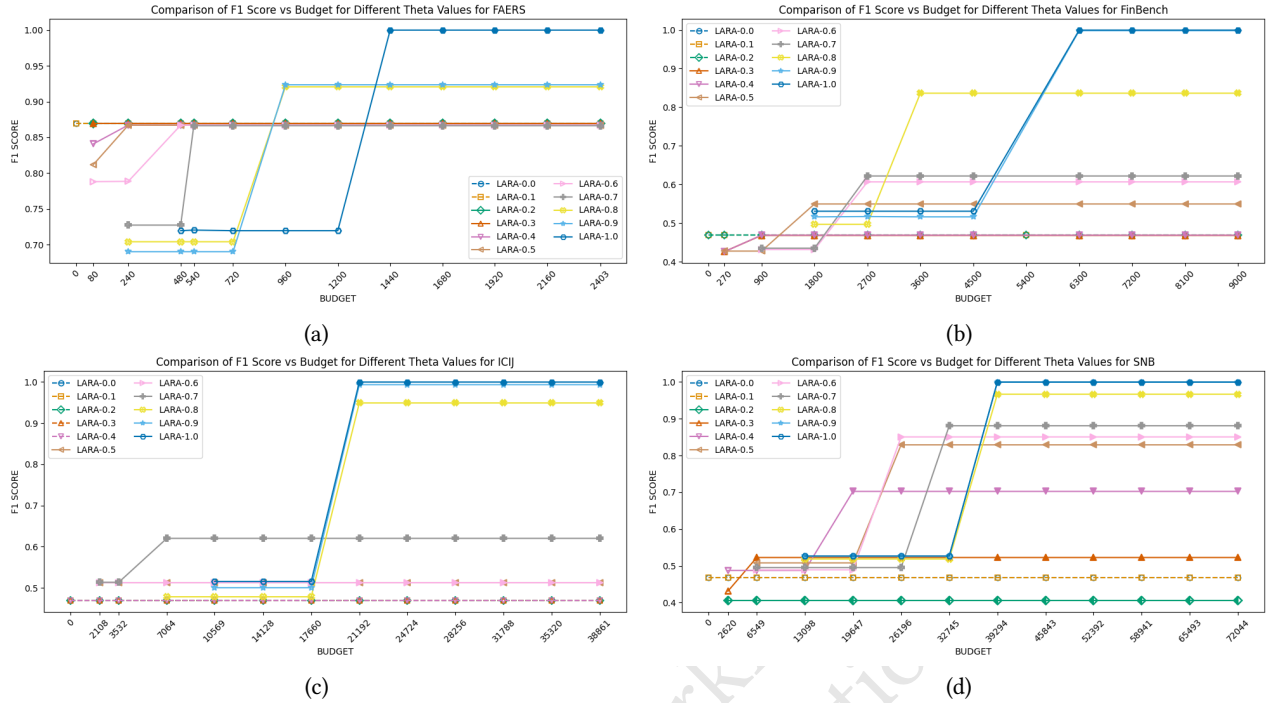 Comparison of F1 Score vs Budget for Different Theta Values for FAERS
1.00
0.95
0.90
0.85
0.80
0.75
0.70
F1 SCORE
LARA-0.0 LARA-0.6
LARA-0.1 LARA-0.7
LARA-0.2 LARA-0.8
LARA-0.3 LARA-0.9
LARA-0.4 LARA-1.0
LARA-0.5
0 80 240 480 540 720 960 1200 1440 1680 1920 2160 2403
BUDGET
(a)
Comparison of F1 Score vs Budget for Different Theta Values for FinBench
1.0
0.9
0.8
0.7
0.6
0.5
0.4
F1 SCORE
LARA-0.0 LARA-0.6
LARA-0.1 LARA-0.7
LARA-0.2 LARA-0.8
LARA-0.3 LARA-0.9
LARA-0.4 LARA-1.0
LARA-0.5
0 270 900 1800 2700 3600 4500 5400 6300 7200 8100 9000
BUDGET
(b)
Comparison of F1 Score vs Budget for Different Theta Values for ICIJ
1.0
0.9
0.8
0.7
0.6
0.5
F1 SCORE
LARA-0.0 LARA-0.6
LARA-0.1 LARA-0.7
LARA-0.2 LARA-0.8
LARA-0.3 LARA-0.9
LARA-0.4 LARA-1.0
LARA-0.5
0 2108 3532 7064 10569 14128 17660 21192 24724 28256 31788 35320 38861
BUDGET
(c)
Comparison of F1 Score vs Budget for Different Theta Values for SNB
1.0
0.9
0.8
0.7
0.6
0.5
0.4
F1 SCORE
LARA-0.0 LARA-0.6
LARA-0.1 LARA-0.7
LARA-0.2 LARA-0.8
LARA-0.3 LARA-0.9
LARA-0.4 LARA-1.0
LARA-0.5
0 2620 6549 13098 19647 26196 32745 39294 45843 52392 58941 65493 72044
BUDGET
(d)